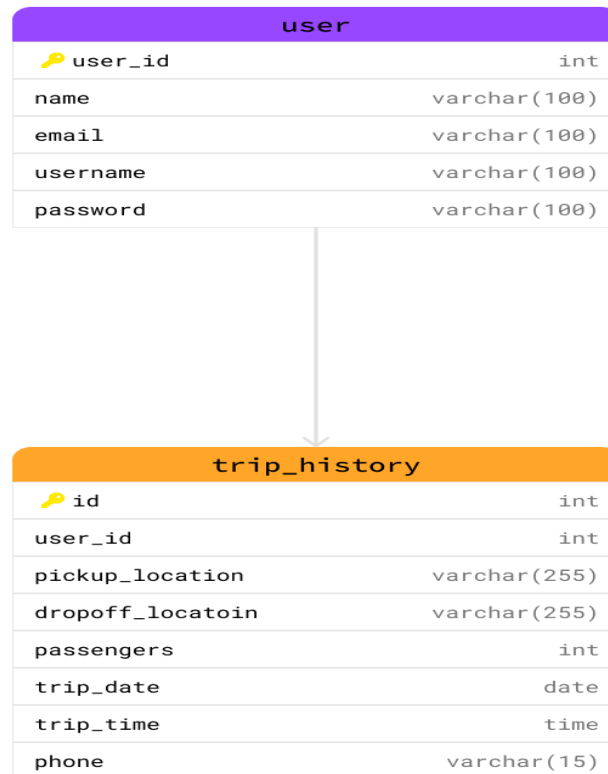 user
user_id int
name varchar(100)
email varchar(100)
username varchar(100)
password varchar(100)
trip_history
id int
user_id int
pickup_location varchar(255)
dropoff_locatoin varchar(255)
passengers int
trip_date date
trip_time time
phone varchar(15)